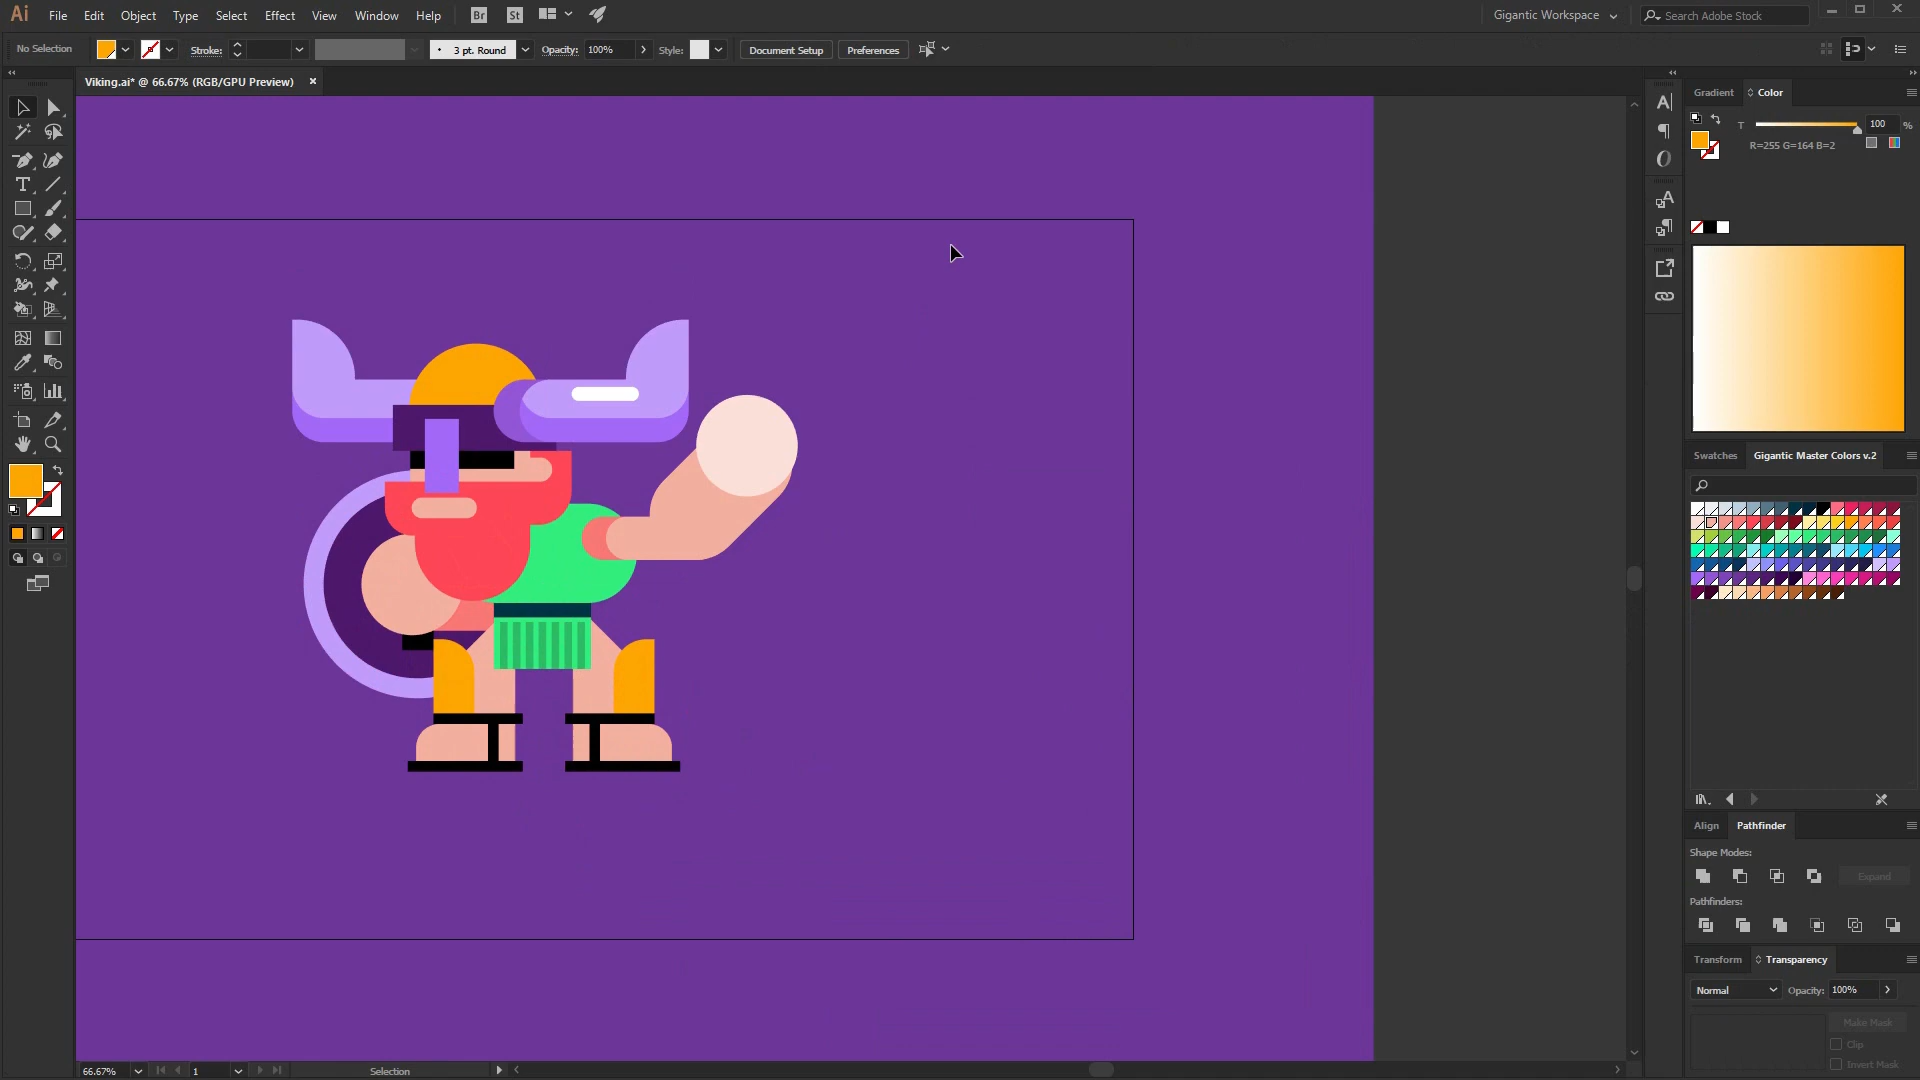 Ai File Edit Object Type Select Effect View Window Help Br St Gigantic Workspace Search Adobe Stock
No Selection Stroke: 3 pt. Round Opacity: 100% Style: Document Setup Preferences
Viking.ai* @ 66.67% (RGB/GPU Preview)
Gradient Color
T 100 %
R=255 G=164 B=2
Swatches Gigantic Master Colors v.2
Align Pathfinder
Shape Modes:
Expand
Pathfinders:
Transform Transparency
Normal Opacity: 100%
Make Mask
Clip
Invert Mask
66.67% 1 Selection